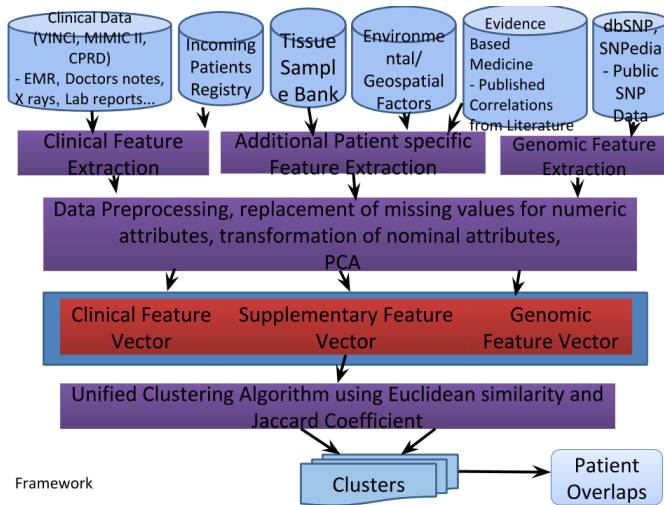 Clinical Data
(VINCI, MIMIC II,
CPRD)
- EMR, Doctors notes,
X rays, Lab reports...
Incoming
Patients
Registry
Tissue
Sampl
e Bank
Environme
ntal/
Geospatial
Factors
Evidence
Based
Medicine
- Published
Correlations
from Literature
dbSNP,
SNPedia
- Public
SNP
Data
Clinical Feature
Extraction
Additional Patient specific
Feature Extraction
Genomic Feature
Extraction
Data Preprocessing, replacement of missing values for numeric
attributes, transformation of nominal attributes,
PCA
Clinical Feature
Vector
Supplementary Feature
Vector
Genomic
Feature Vector
Unified Clustering Algorithm using Euclidean similarity and
Jaccard Coefficient
Framework
Clusters
Patient
Overlaps